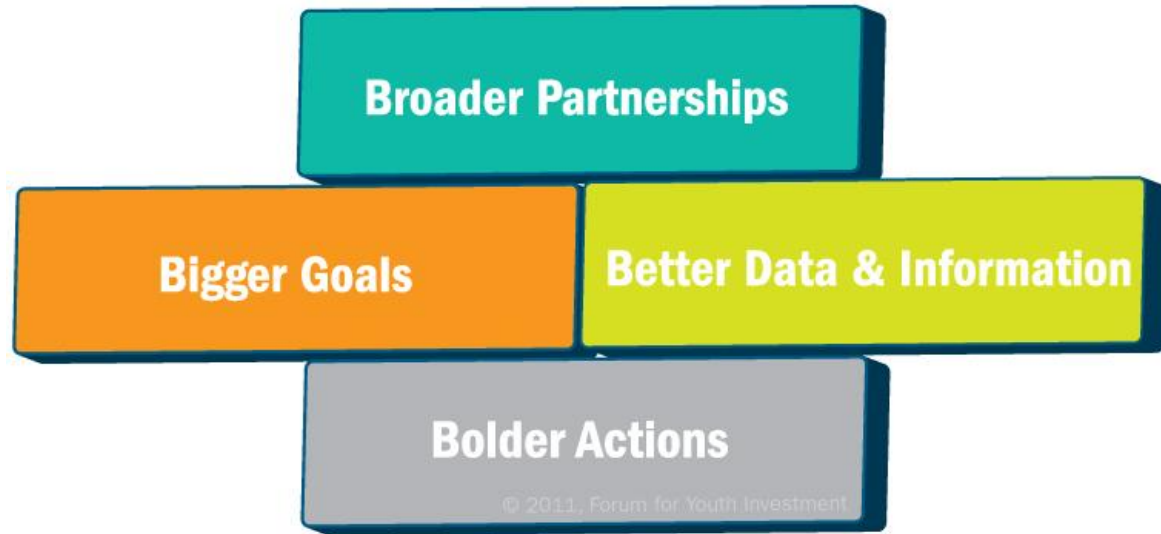 Broader Partnerships
Bigger Goals
Better Data & Information
Bolder Actions
© 2011, Forum for Youth Investment